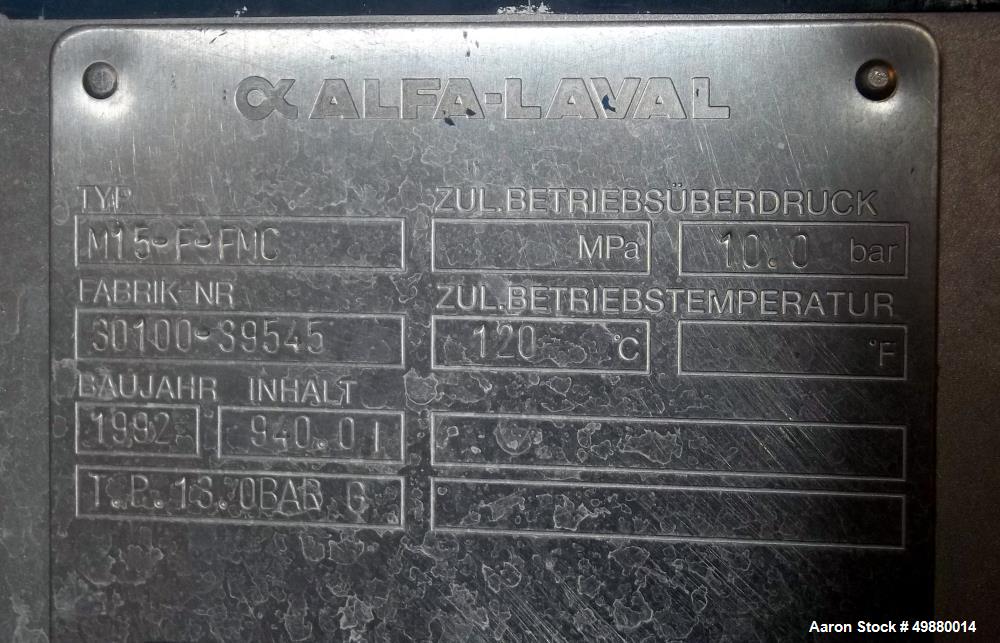 ALFA-LAVAL
TYP
M15-F-FMC
FABRIK-NR
30100-39545
BAUJAHR INHALT
1992 940.0 l
T.P. 13.0BAR G
ZUL.BETRIEBSÜBERDRUCK
MPa 10.0 bar
ZUL.BETRIEBSTEMPERATUR
120 °C °F
Aaron Stock # 49880014